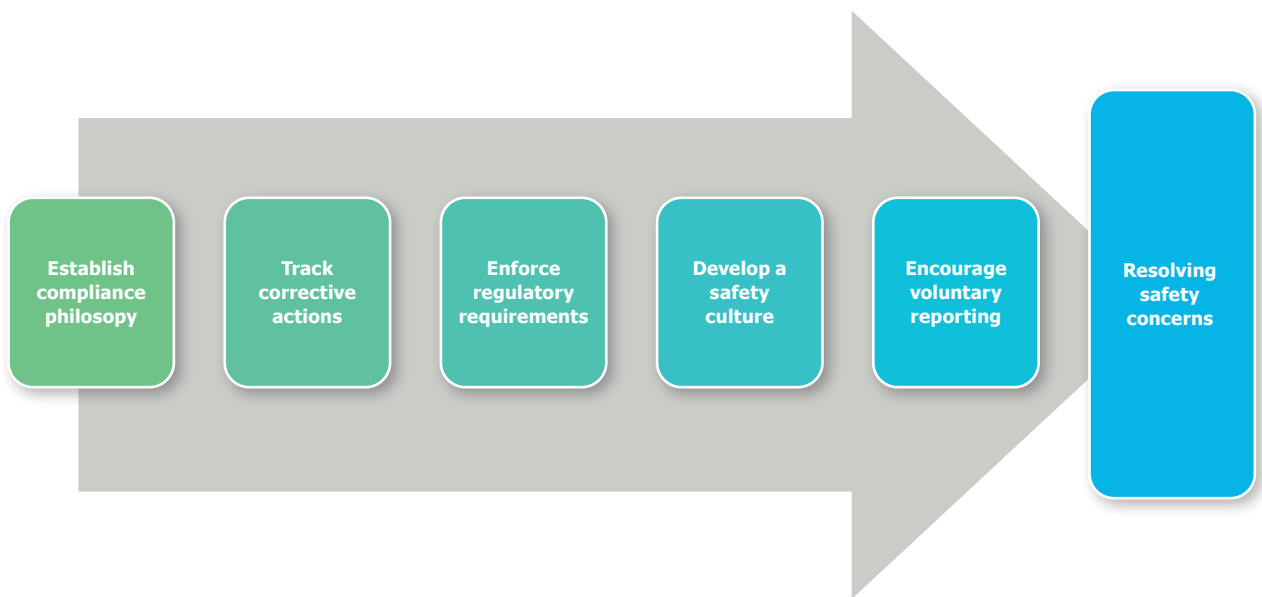 Establish
compliance
philosopy
Track
corrective
actions
Enforce
regulatory
requirements
Develop a
safety
culture
Encourage
voluntary
reporting
Resolving
safety
concerns